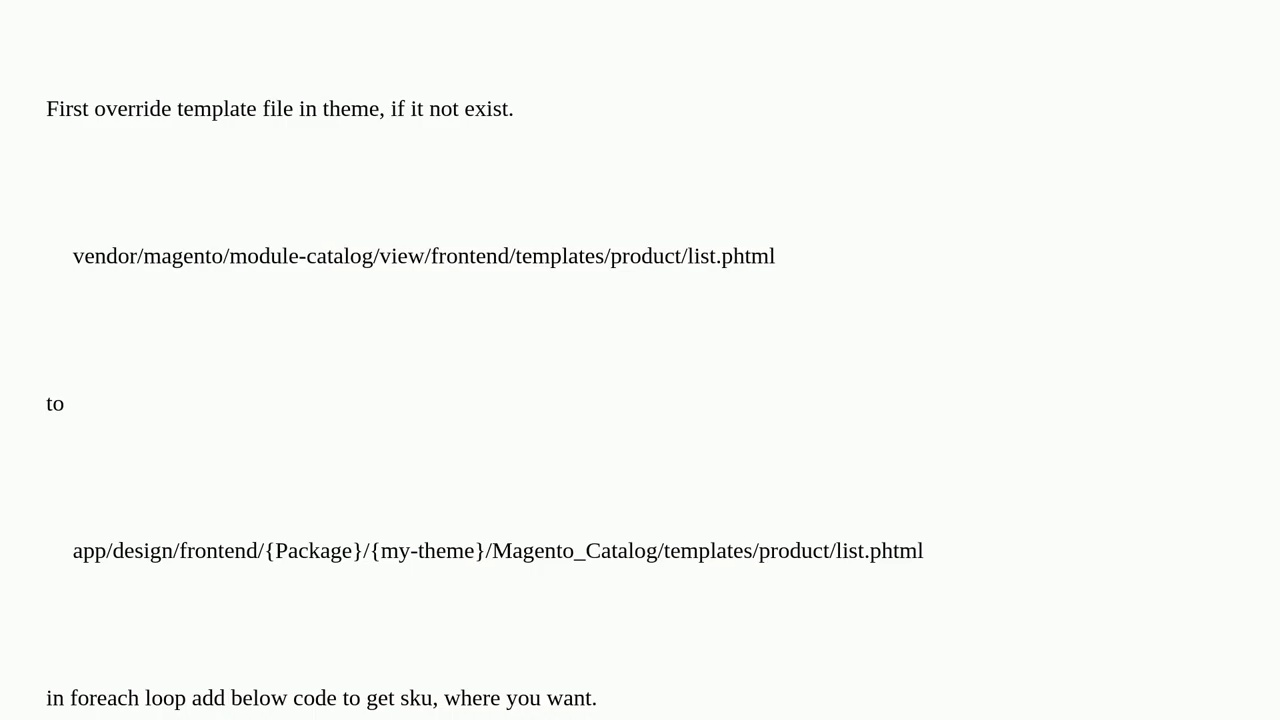 First override template file in theme, if it not exist.
vendor/magento/module-catalog/view/frontend/templates/product/list.phtml
to
app/design/frontend/{Package}/{my-theme}/Magento_Catalog/templates/product/list.phtml
in foreach loop add below code to get sku, where you want.